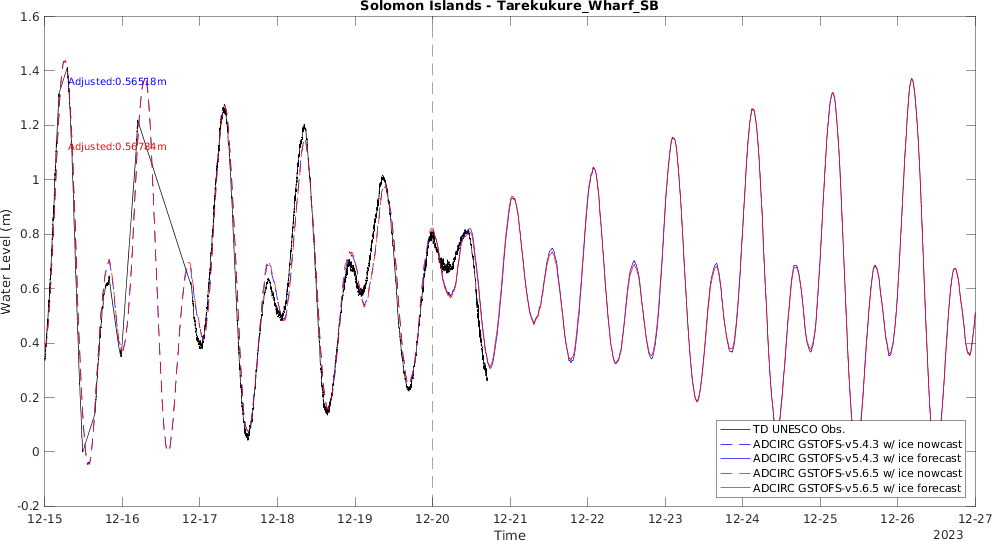 Solomon Islands - Tarekukure_Wharf_SB
1.6
1.4
1.2
1
0.8
0.6
0.4
0.2
0
-0.2
Water Level (m)
Adjusted:0.56518m
Adjusted:0.56784m
TD UNESCO Obs.
ADCIRC GSTOFS-v5.4.3 w/ ice nowcast
ADCIRC GSTOFS-v5.4.3 w/ ice forecast
ADCIRC GSTOFS-v5.6.5 w/ ice nowcast
ADCIRC GSTOFS-v5.6.5 w/ ice forecast
12-15 12-16 12-17 12-18 12-19 12-20 12-21 12-22 12-23 12-24 12-25 12-26 12-27
Time
2023